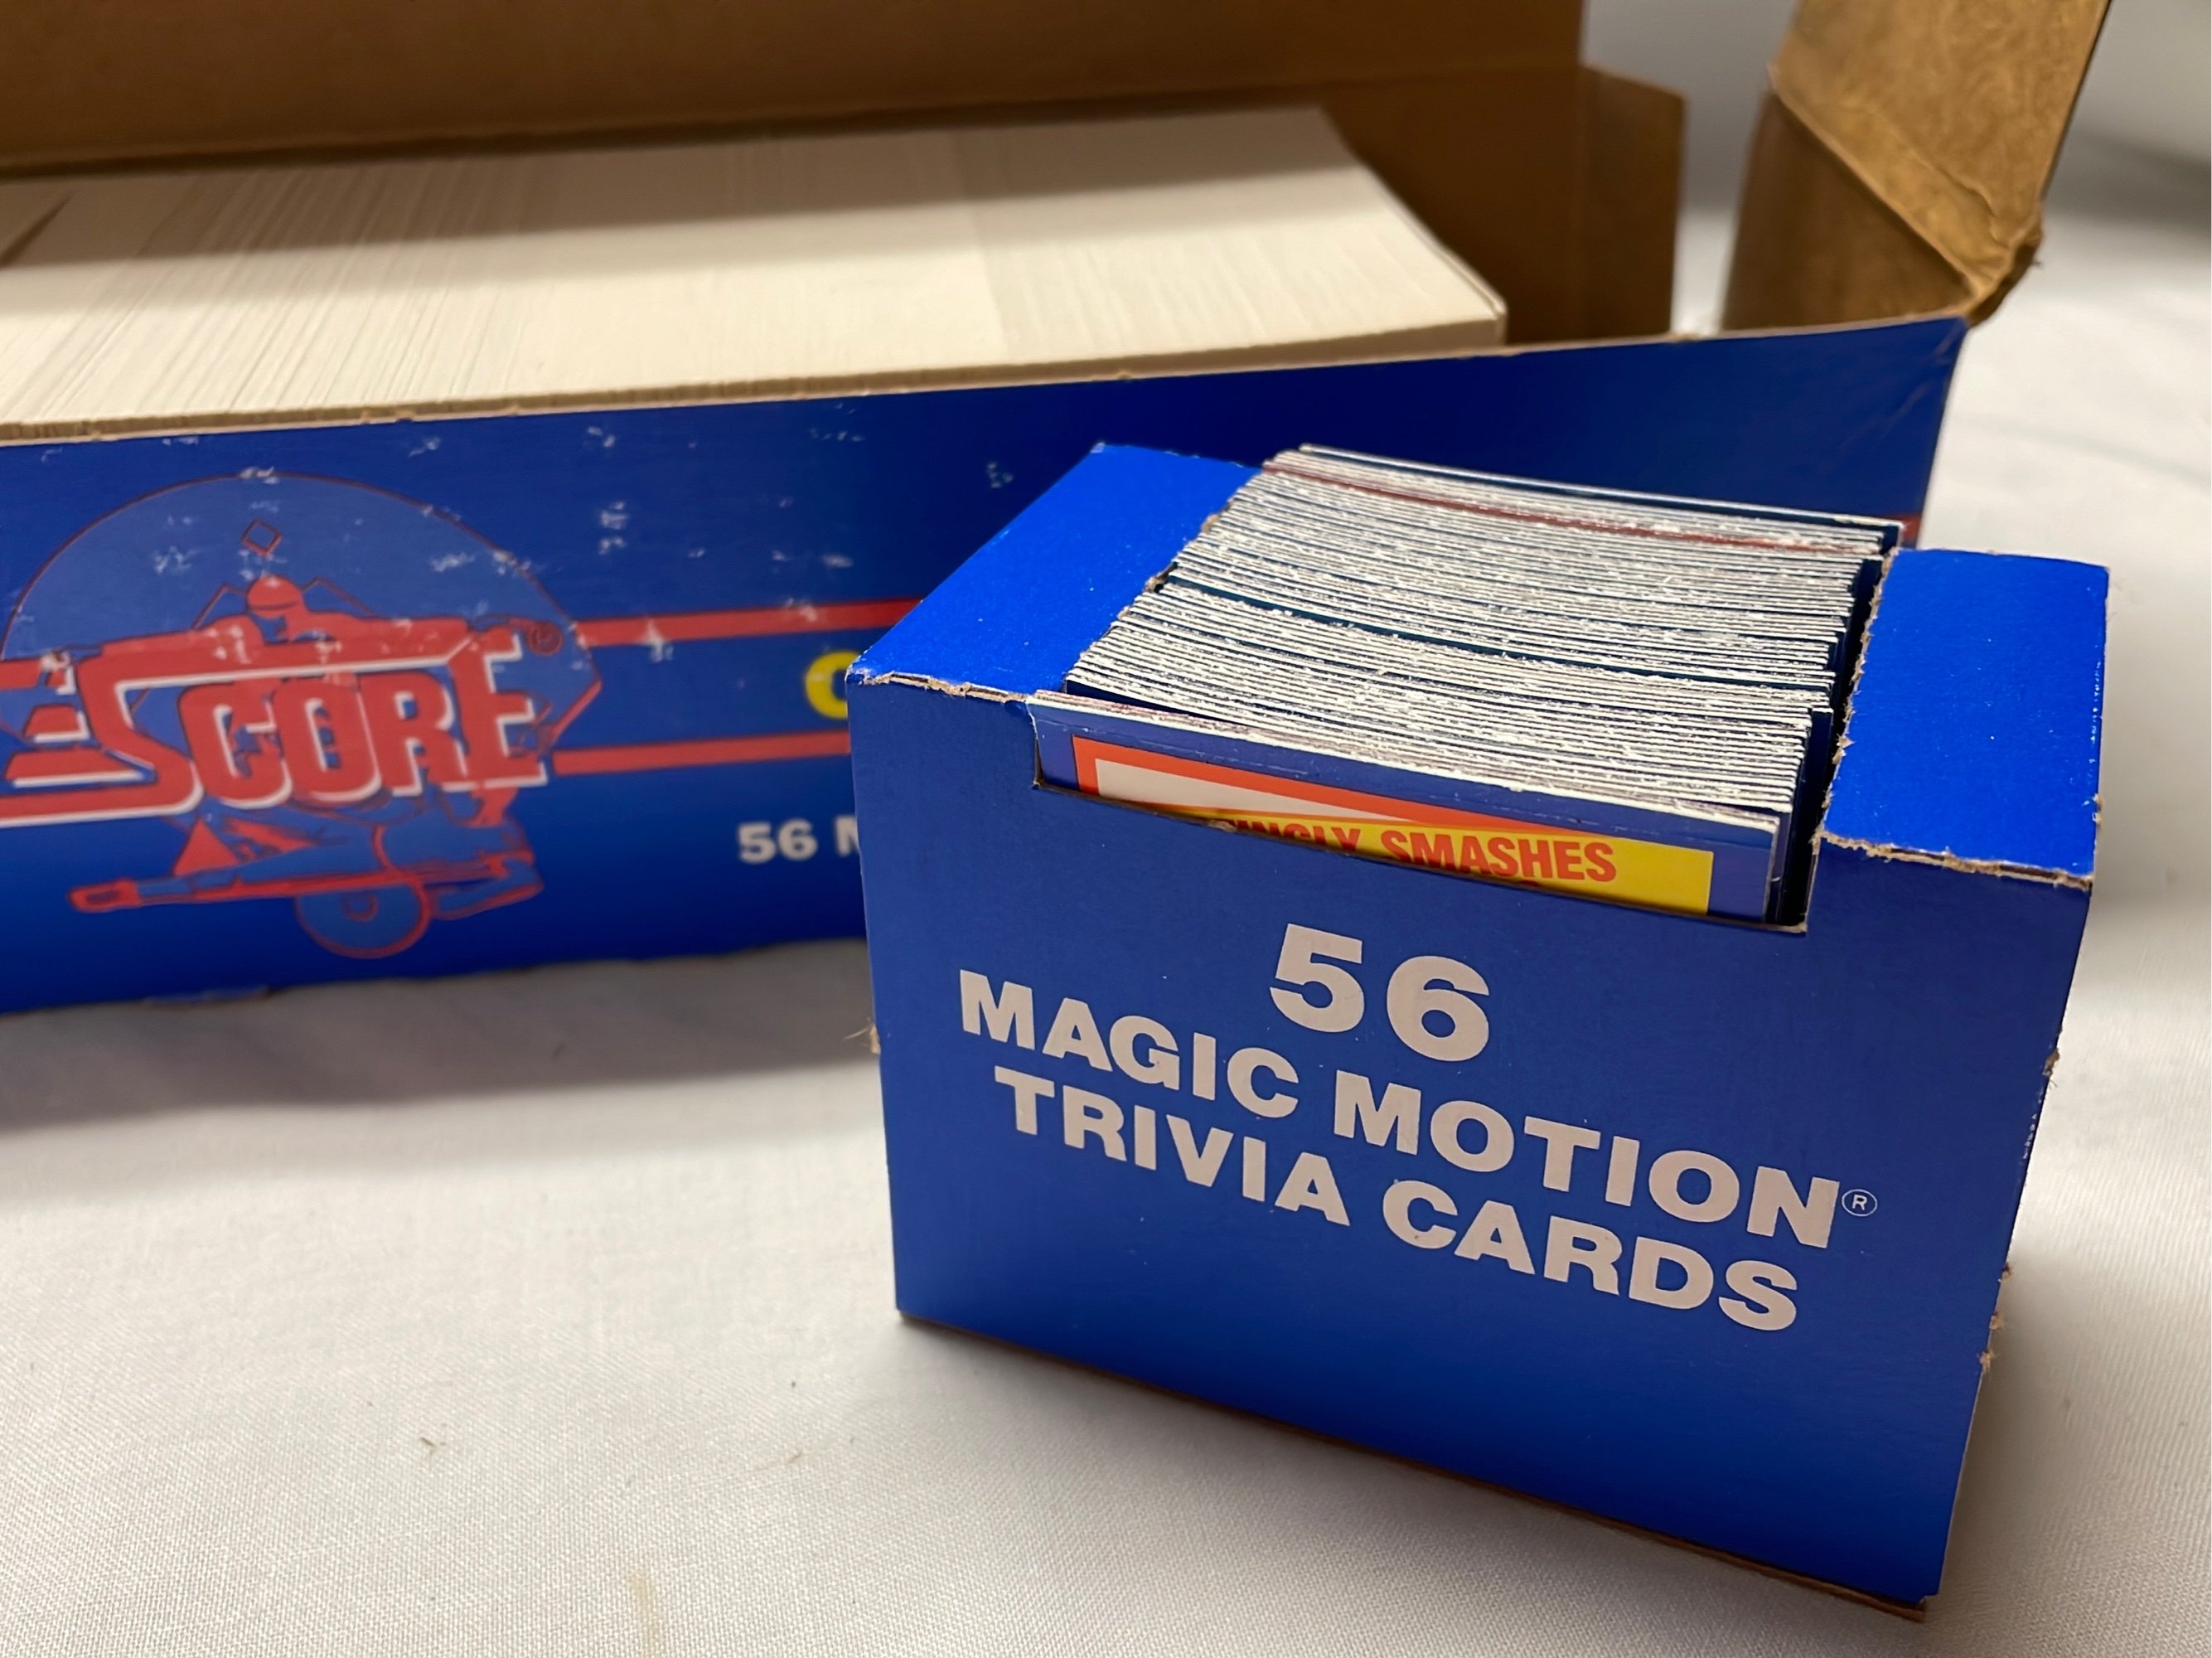 SCORE
56
SMASHES
56
MAGIC MOTION®
TRIVIA CARDS